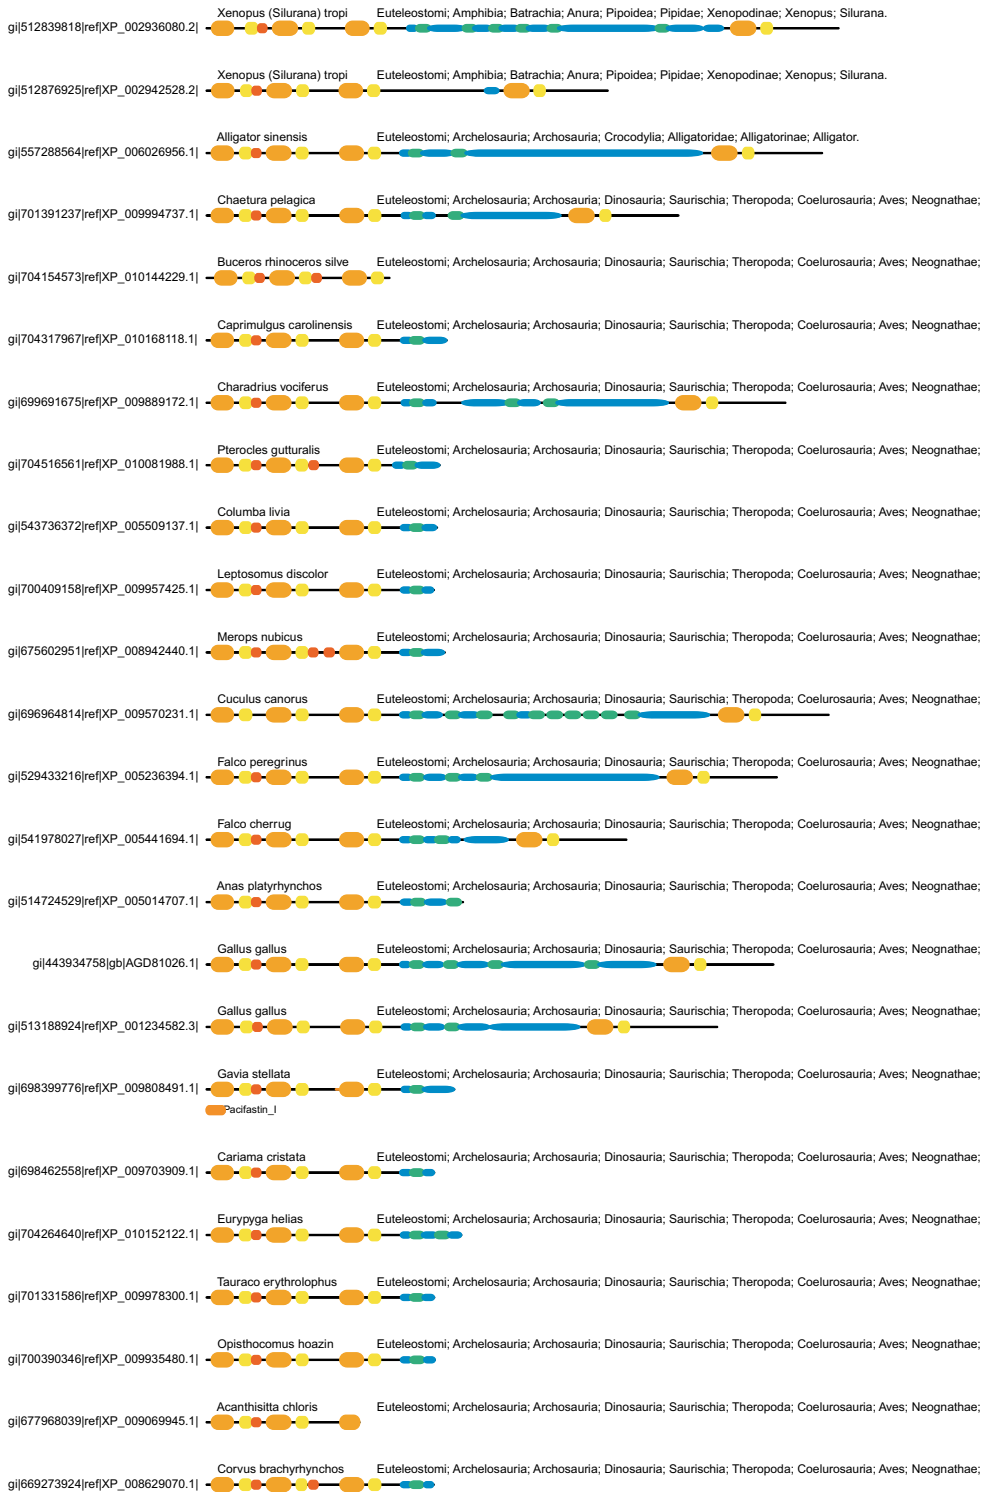 Xenopus (Silurana) tropi Euteleostomi; Amphibia; Batrachia; Anura; Pipoidea; Pipidae; Xenopodinae; Xenopus; Silurana.
gi|512839818|ref|XP_002936080.2|
Xenopus (Silurana) tropi Euteleostomi; Amphibia; Batrachia; Anura; Pipoidea; Pipidae; Xenopodinae; Xenopus; Silurana.
gi|512876925|ref|XP_002942528.2|
Alligator sinensis Euteleostomi; Archelosauria; Archosauria; Crocodylia; Alligatoridae; Alligatorinae; Alligator.
gi|557288564|ref|XP_006026956.1|
Chaetura pelagica Euteleostomi; Archelosauria; Archosauria; Dinosauria; Saurischia; Theropoda; Coelurosauria; Aves; Neognathae;
gi|701391237|ref|XP_009994737.1|
Buceros rhinoceros silve Euteleostomi; Archelosauria; Archosauria; Dinosauria; Saurischia; Theropoda; Coelurosauria; Aves; Neognathae;
gi|704154573|ref|XP_010144229.1|
Caprimulgus carolinensis Euteleostomi; Archelosauria; Archosauria; Dinosauria; Saurischia; Theropoda; Coelurosauria; Aves; Neognathae;
gi|704317967|ref|XP_010168118.1|
Charadrius vociferus Euteleostomi; Archelosauria; Archosauria; Dinosauria; Saurischia; Theropoda; Coelurosauria; Aves; Neognathae;
gi|699691675|ref|XP_009889172.1|
Pterocles gutturalis Euteleostomi; Archelosauria; Archosauria; Dinosauria; Saurischia; Theropoda; Coelurosauria; Aves; Neognathae;
gi|704516561|ref|XP_010081988.1|
Columba livia Euteleostomi; Archelosauria; Archosauria; Dinosauria; Saurischia; Theropoda; Coelurosauria; Aves; Neognathae;
gi|543736372|ref|XP_005509137.1|
Leptosomus discolor Euteleostomi; Archelosauria; Archosauria; Dinosauria; Saurischia; Theropoda; Coelurosauria; Aves; Neognathae;
gi|700409158|ref|XP_009957425.1|
Merops nubicus Euteleostomi; Archelosauria; Archosauria; Dinosauria; Saurischia; Theropoda; Coelurosauria; Aves; Neognathae;
gi|675602951|ref|XP_008942440.1|
Cuculus canorus Euteleostomi; Archelosauria; Archosauria; Dinosauria; Saurischia; Theropoda; Coelurosauria; Aves; Neognathae;
gi|696964814|ref|XP_009570231.1|
Falco peregrinus Euteleostomi; Archelosauria; Archosauria; Dinosauria; Saurischia; Theropoda; Coelurosauria; Aves; Neognathae;
gi|529433216|ref|XP_005236394.1|
Falco cherrug Euteleostomi; Archelosauria; Archosauria; Dinosauria; Saurischia; Theropoda; Coelurosauria; Aves; Neognathae;
gi|541978027|ref|XP_005441694.1|
Anas platyrhynchos Euteleostomi; Archelosauria; Archosauria; Dinosauria; Saurischia; Theropoda; Coelurosauria; Aves; Neognathae;
gi|514724529|ref|XP_005014707.1|
Gallus gallus Euteleostomi; Archelosauria; Archosauria; Dinosauria; Saurischia; Theropoda; Coelurosauria; Aves; Neognathae;
gi|443934758|gb|AGD81026.1|
Gallus gallus Euteleostomi; Archelosauria; Archosauria; Dinosauria; Saurischia; Theropoda; Coelurosauria; Aves; Neognathae;
gi|513188924|ref|XP_001234582.3|
Gavia stellata Euteleostomi; Archelosauria; Archosauria; Dinosauria; Saurischia; Theropoda; Coelurosauria; Aves; Neognathae;
gi|698399776|ref|XP_009808491.1|
Pacifastin_I
Cariama cristata Euteleostomi; Archelosauria; Archosauria; Dinosauria; Saurischia; Theropoda; Coelurosauria; Aves; Neognathae;
gi|698462558|ref|XP_009703909.1|
Eurypyga helias Euteleostomi; Archelosauria; Archosauria; Dinosauria; Saurischia; Theropoda; Coelurosauria; Aves; Neognathae;
gi|704264640|ref|XP_010152122.1|
Tauraco erythrolophus Euteleostomi; Archelosauria; Archosauria; Dinosauria; Saurischia; Theropoda; Coelurosauria; Aves; Neognathae;
gi|701331586|ref|XP_009978300.1|
Opisthocomus hoazin Euteleostomi; Archelosauria; Archosauria; Dinosauria; Saurischia; Theropoda; Coelurosauria; Aves; Neognathae;
gi|700390346|ref|XP_009935480.1|
Acanthisitta chloris Euteleostomi; Archelosauria; Archosauria; Dinosauria; Saurischia; Theropoda; Coelurosauria; Aves; Neognathae;
gi|677968039|ref|XP_009069945.1|
Corvus brachyrhynchos Euteleostomi; Archelosauria; Archosauria; Dinosauria; Saurischia; Theropoda; Coelurosauria; Aves; Neognathae;
gi|669273924|ref|XP_008629070.1|